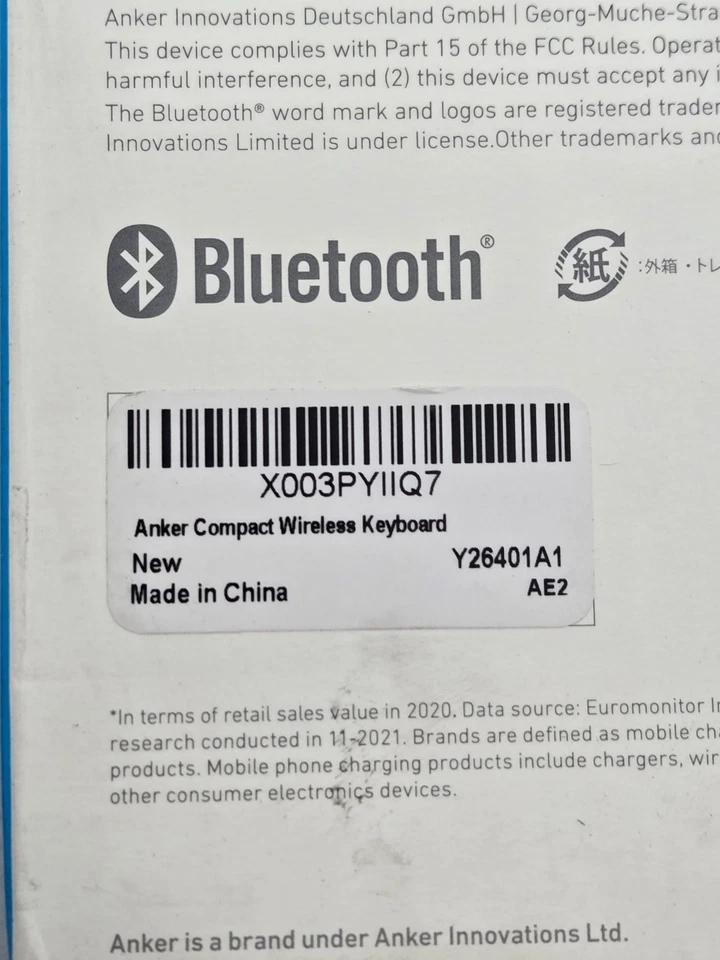 Anker Innovations Deutschland GmbH | Georg-Muche-Stra
This device complies with Part 15 of the FCC Rules. Operat
harmful interference, and (2) this device must accept any i
The Bluetooth® word mark and logos are registered trader
Innovations Limited is under license.Other trademarks and
Bluetooth®
紙 :外箱・トレ
X003PYIIQ7
Anker Compact Wireless Keyboard
New Y26401A1
Made in China AE2
*In terms of retail sales value in 2020. Data source: Euromonitor In
research conducted in 11-2021. Brands are defined as mobile cha
products. Mobile phone charging products include chargers, wir
other consumer electronics devices.
Anker is a brand under Anker Innovations Ltd.